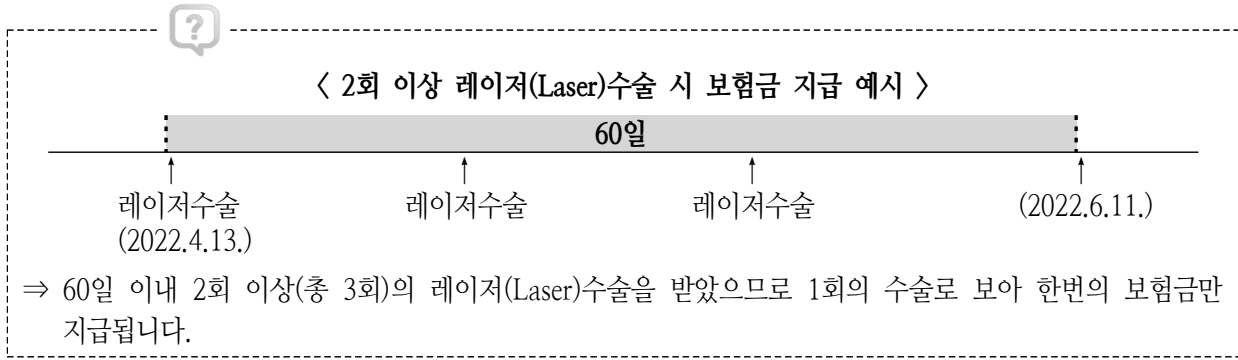 ?
〈 2회 이상 레이저(Laser)수술 시 보험금 지급 예시 〉
60일
레이저수술 레이저수술 레이저수술 (2022.6.11.)
(2022.4.13.)
⇒ 60일 이내 2회 이상(총 3회)의 레이저(Laser)수술을 받았으므로 1회의 수술로 보아 한번의 보험금만
지급됩니다.